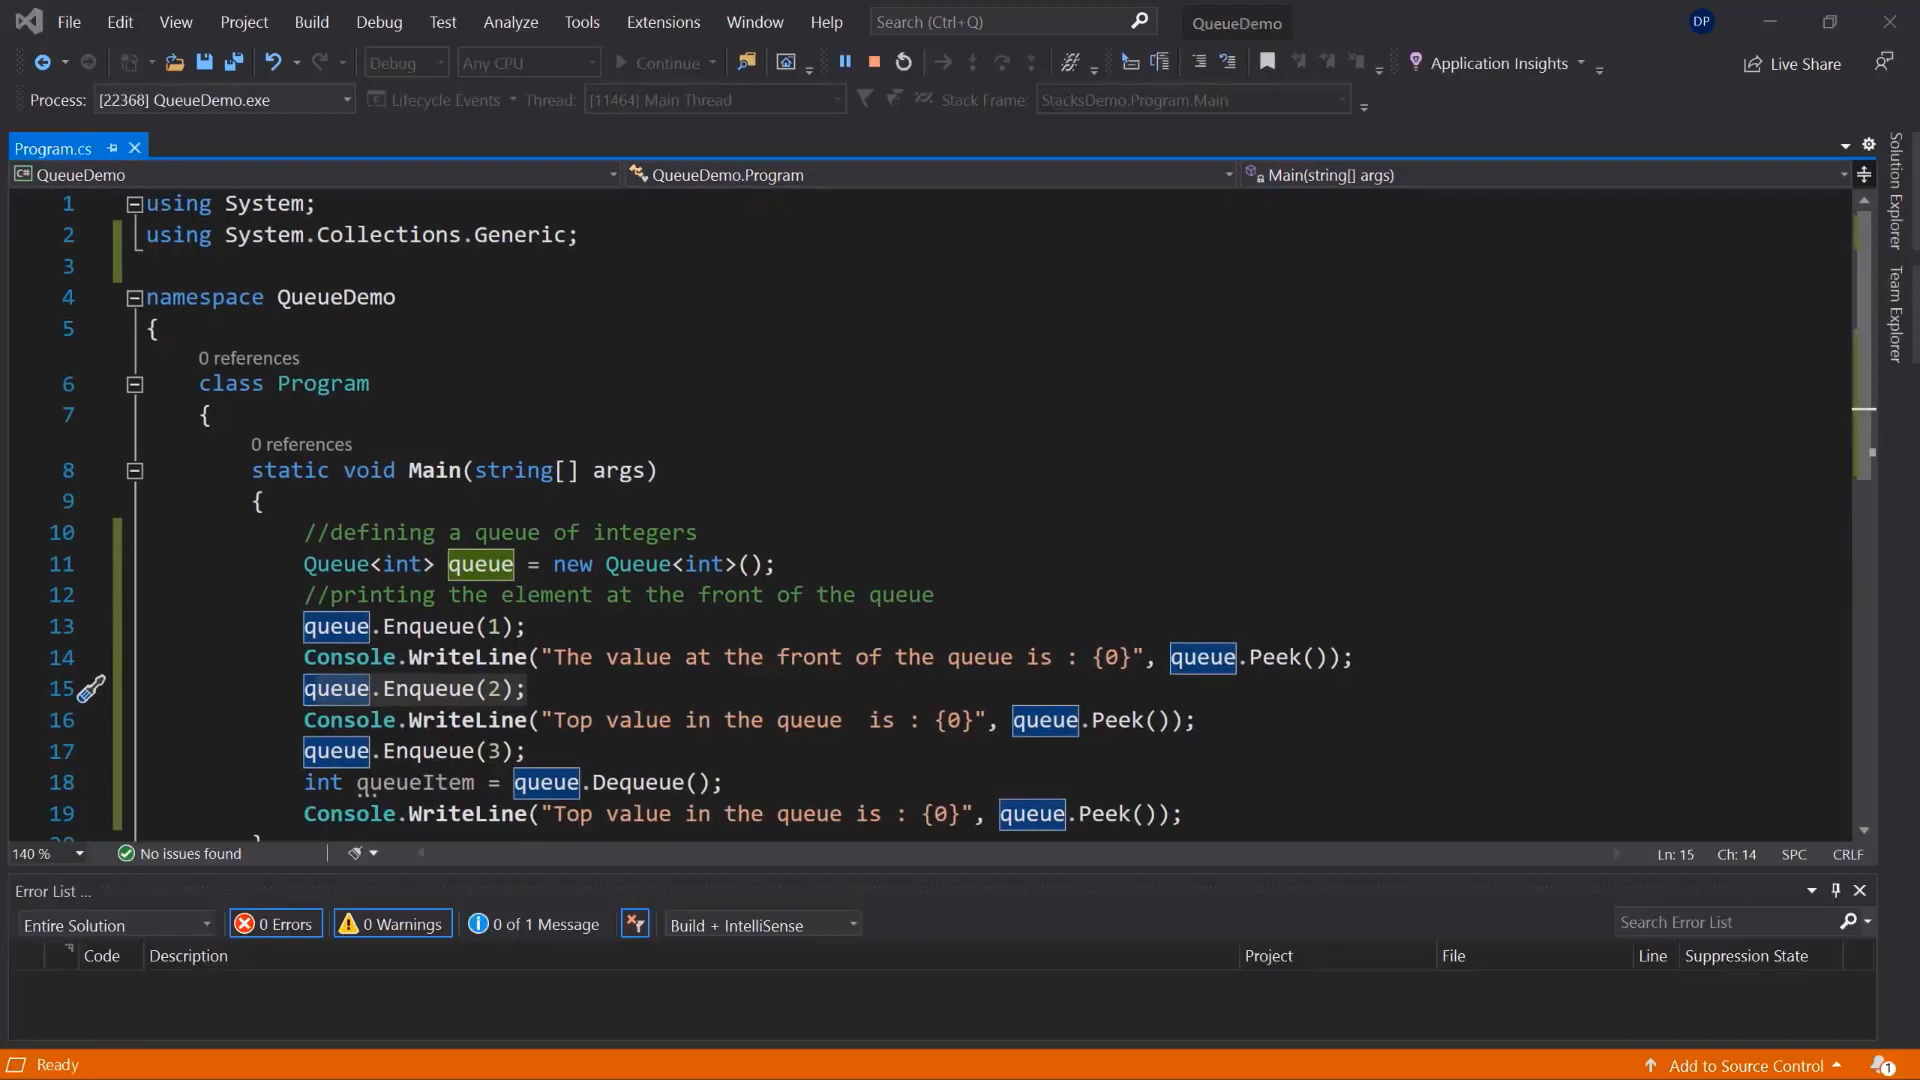 File Edit View Project Build Debug Test Analyze Tools Extensions Window Help Search (Ctrl+Q) QueueDemo DP
Debug Any CPU Continue Application Insights Live Share
Process: [22368] QueueDemo.exe Lifecycle Events Thread: [11464] Main Thread Stack Frame: StacksDemo.Program.Main
Program.cs
C# QueueDemo QueueDemo.Program Main(string[] args)
1 using System;
2 using System.Collections.Generic;
3
4 namespace QueueDemo
5 {
0 references
6 class Program
7 {
0 references
8 static void Main(string[] args)
9 {
10 //defining a queue of integers
11 Queue<int> queue = new Queue<int>();
12 //printing the element at the front of the queue
13 queue.Enqueue(1);
14 Console.WriteLine("The value at the front of the queue is : {0}", queue.Peek());
15 queue.Enqueue(2);
16 Console.WriteLine("Top value in the queue  is : {0}", queue.Peek());
17 queue.Enqueue(3);
18 int queueItem = queue.Dequeue();
19 Console.WriteLine("Top value in the queue is : {0}", queue.Peek());
Solution Explorer
Team Explorer
140 % No issues found Ln: 15 Ch: 14 SPC CRLF
Error List ...
Entire Solution 0 Errors 0 Warnings 0 of 1 Message Build + IntelliSense Search Error List
Code Description Project File Line Suppression State
Ready Add to Source Control 1